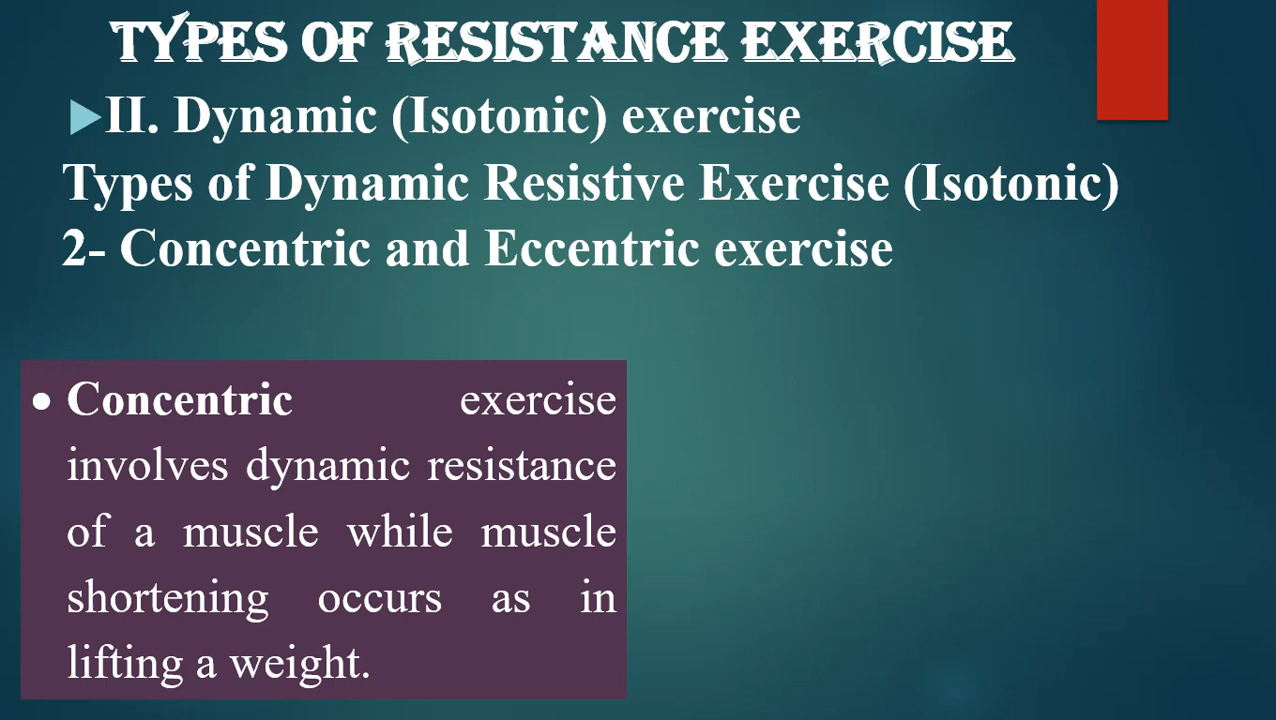 TYPES OF RESISTANCE EXERCISE
II. Dynamic (Isotonic) exercise
Types of Dynamic Resistive Exercise (Isotonic)
2- Concentric and Eccentric exercise
• Concentric exercise
involves dynamic resistance
of a muscle while muscle
shortening occurs as in
lifting a weight.